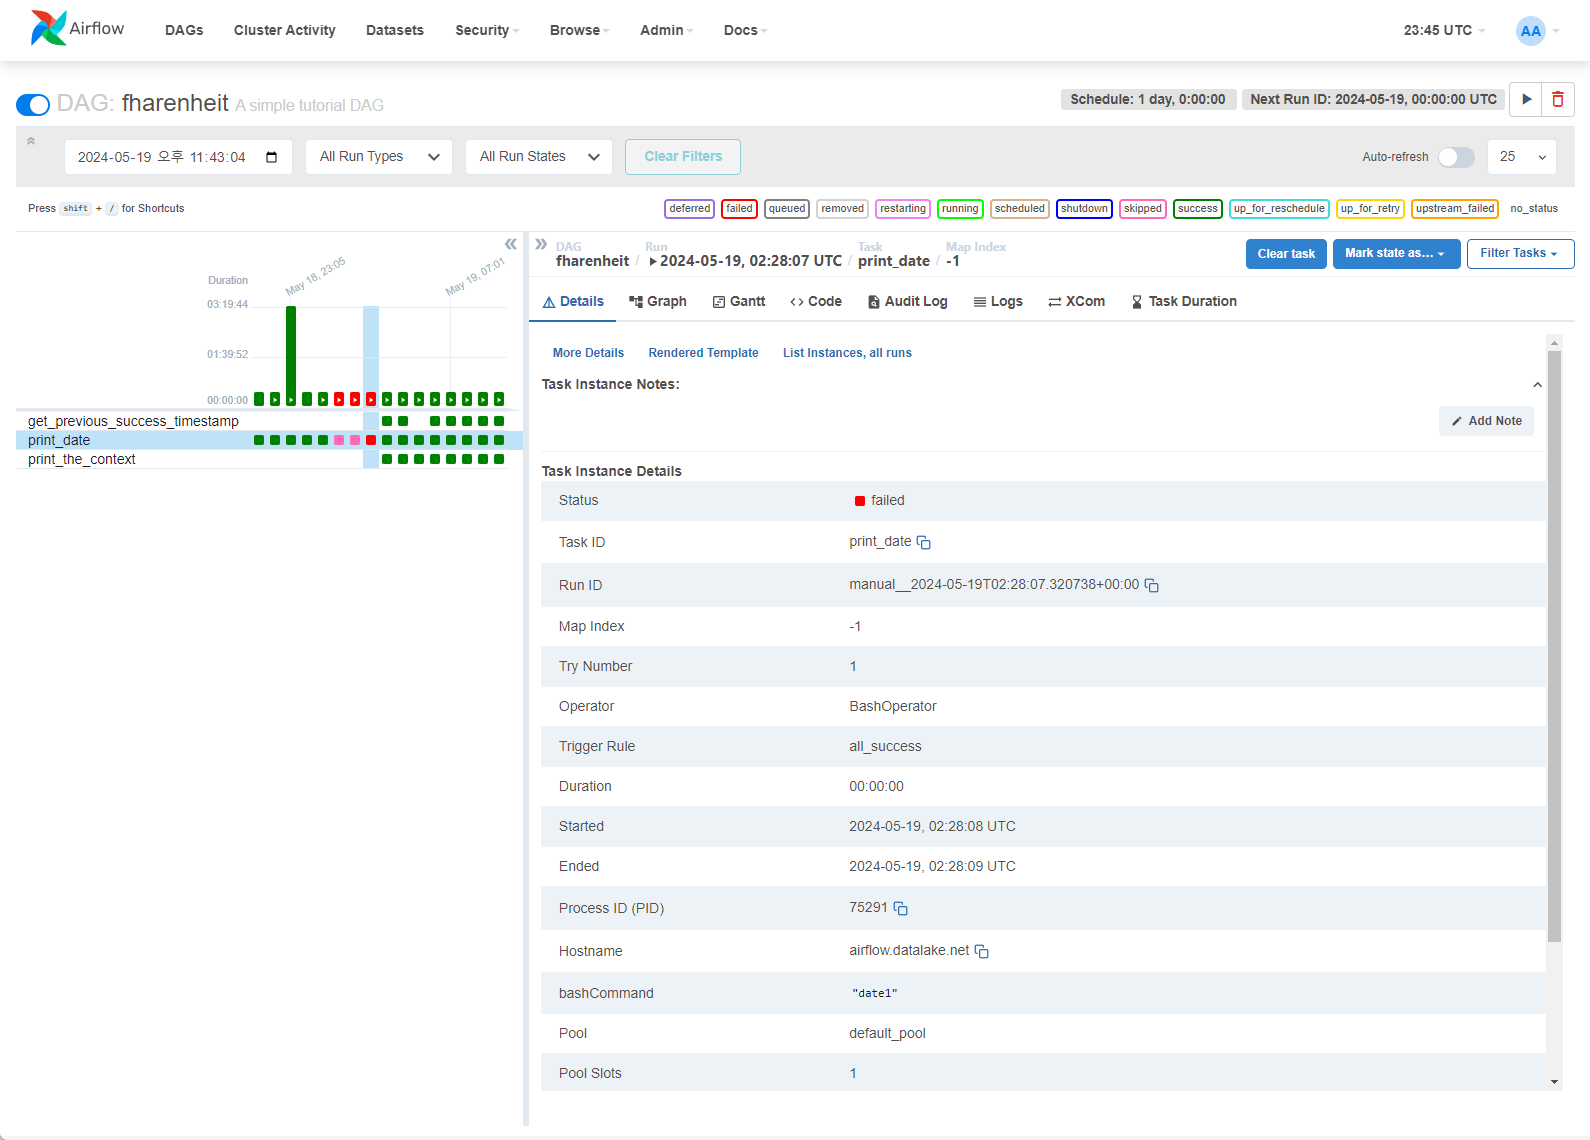 Airflow DAGs Cluster Activity Datasets Security Browse Admin Docs 23:45 UTC AA
DAG: fharenheit A simple tutorial DAG Schedule: 1 day, 0:00:00 Next Run ID: 2024-05-19, 00:00:00 UTC
2024-05-19 오후 11:43:04 All Run Types All Run States Clear Filters Auto-refresh 25
Press shift + / for Shortcuts deferred failed queued removed restarting running scheduled shutdown skipped success up_for_reschedule up_for_retry upstream_failed no_status
Duration
May 18, 23:05
May 19, 07:01
03:19:44
01:39:52
00:00:00
get_previous_success_timestamp
print_date
print_the_context
DAG Run Task Map Index
fharenheit / 2024-05-19, 02:28:07 UTC / print_date / -1
Clear task Mark state as... Filter Tasks
Details Graph Gantt Code Audit Log Logs XCom Task Duration
More Details Rendered Template List Instances, all runs
Task Instance Notes:
Add Note
Task Instance Details
Status failed
Task ID print_date
Run ID manual__2024-05-19T02:28:07.320738+00:00
Map Index -1
Try Number 1
Operator BashOperator
Trigger Rule all_success
Duration 00:00:00
Started 2024-05-19, 02:28:08 UTC
Ended 2024-05-19, 02:28:09 UTC
Process ID (PID) 75291
Hostname airflow.datalake.net
bashCommand "date1"
Pool default_pool
Pool Slots 1